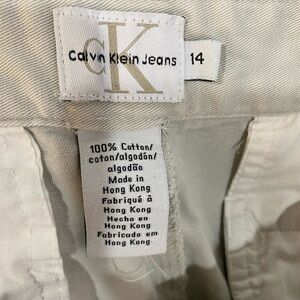 CK
Calvin Klein Jeans
14
100% Cotton/
coton/algodón/
algodão
Made in
Hong Kong
Fabriqué à
Hong Kong
Hecho en
Hong Kong
Fabricado em
Hong Kong